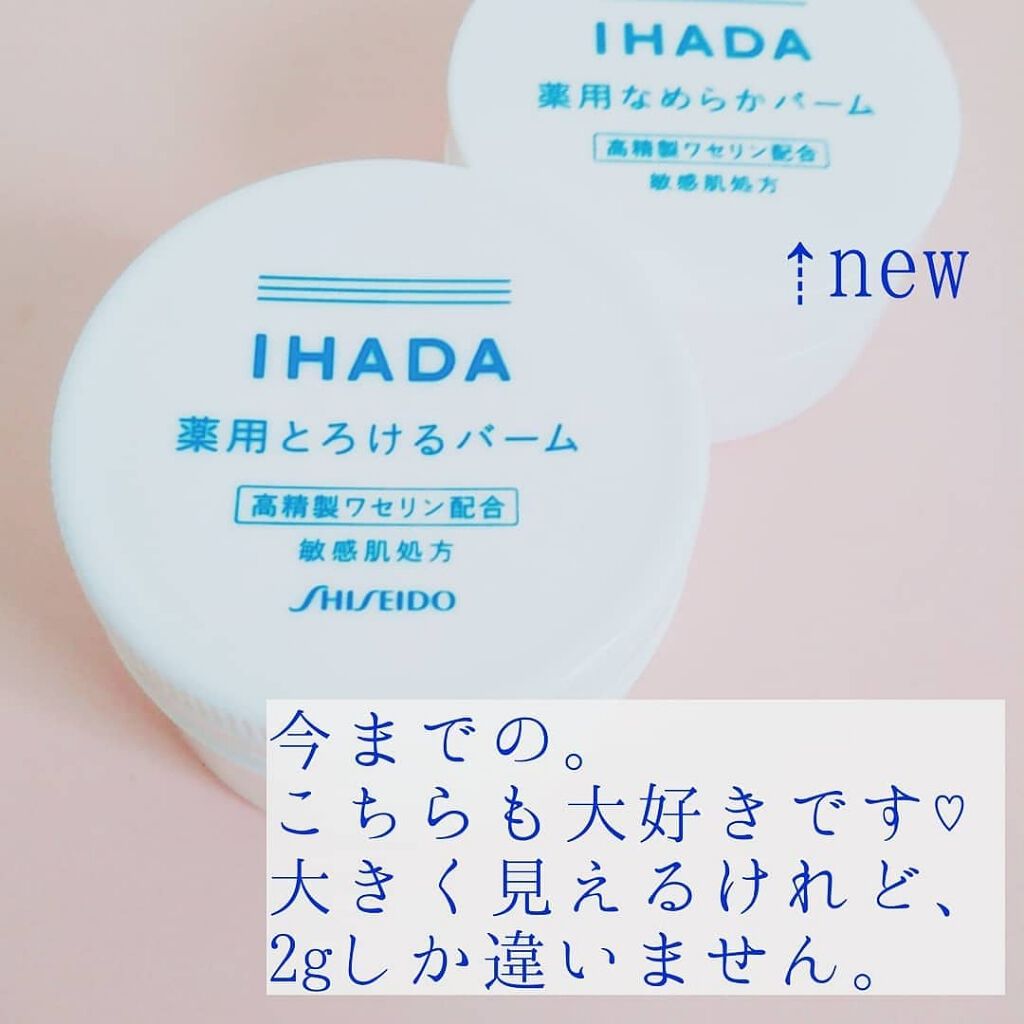 IHADA
薬用なめらかバーム
高精製ワセリン配合
敏感肌処方
↑new
IHADA
薬用とろけるバーム
高精製ワセリン配合
敏感肌処方
SHISEIDO
今までの。
こちらも大好きです♡
大きく見えるけれど、
2gしか違いません。